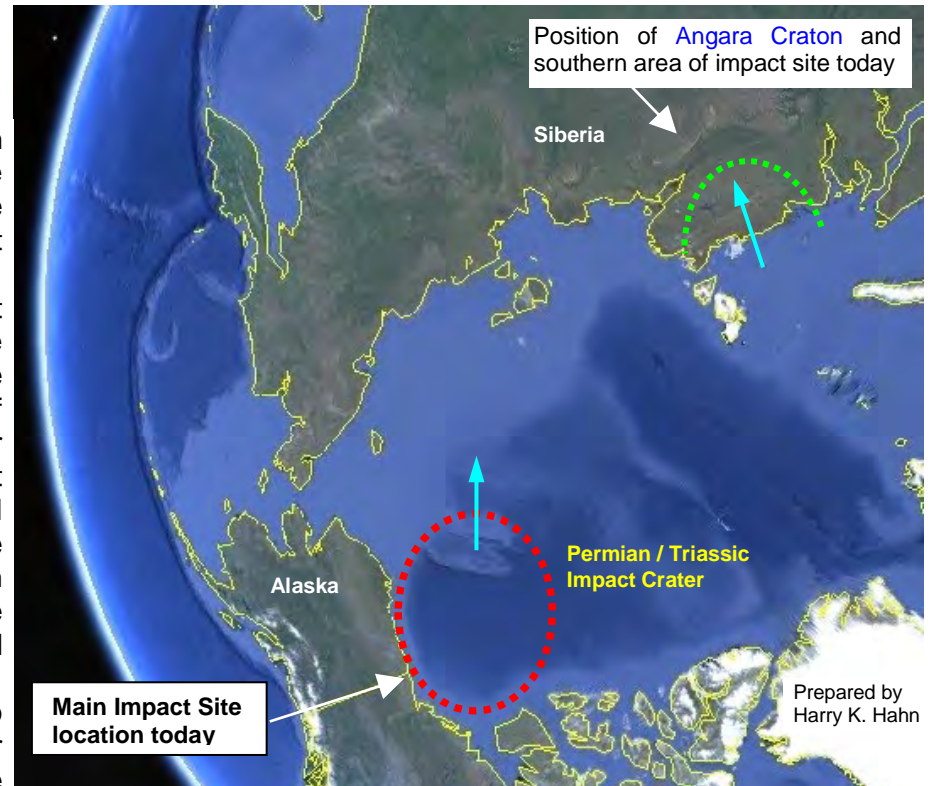 Position of Angara Craton and
southern area of impact site today
Siberia
Permian / Triassic
Impact Crater
Alaska
Main Impact Site
location today
Prepared by
Harry K. Hahn